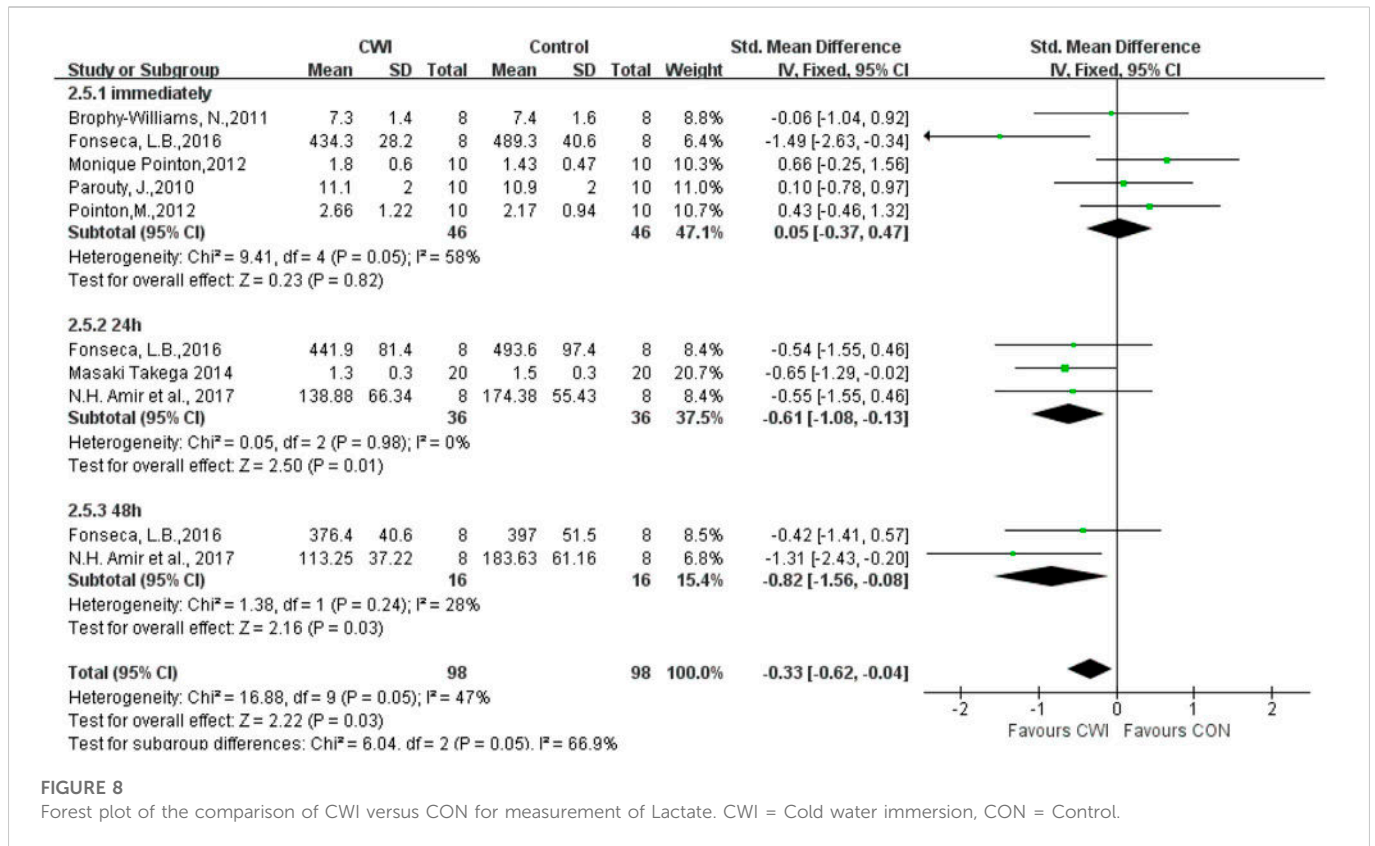 CWI Control Std. Mean Difference Std. Mean Difference
Study or Subgroup Mean SD Total Mean SD Total Weight IV, Fixed, 95% CI IV, Fixed, 95% CI
2.5.1 immediately
Brophy-Williams, N.,2011 7.3 1.4 8 7.4 1.6 8 8.8% -0.06 [-1.04, 0.92]
Fonseca, L.B.,2016 434.3 28.2 8 489.3 40.6 8 6.4% -1.49 [-2.63, -0.34]
Monique Pointon,2012 1.8 0.6 10 1.43 0.47 10 10.3% 0.66 [-0.25, 1.56]
Parouty, J.,2010 11.1 2 10 10.9 2 10 11.0% 0.10 [-0.78, 0.97]
Pointon,M.,2012 2.66 1.22 10 2.17 0.94 10 10.7% 0.43 [-0.46, 1.32]
Subtotal (95% CI) 46 46 47.1% 0.05 [-0.37, 0.47]
Heterogeneity: Chi² = 9.41, df = 4 (P = 0.05); I² = 58%
Test for overall effect: Z = 0.23 (P = 0.82)
2.5.2 24h
Fonseca, L.B.,2016 441.9 81.4 8 493.6 97.4 8 8.4% -0.54 [-1.55, 0.46]
Masaki Takega 2014 1.3 0.3 20 1.5 0.3 20 20.7% -0.65 [-1.29, -0.02]
N.H. Amir et al., 2017 138.88 66.34 8 174.38 55.43 8 8.4% -0.55 [-1.55, 0.46]
Subtotal (95% CI) 36 36 37.5% -0.61 [-1.08, -0.13]
Heterogeneity: Chi² = 0.05, df = 2 (P = 0.98); I² = 0%
Test for overall effect: Z = 2.50 (P = 0.01)
2.5.3 48h
Fonseca, L.B.,2016 376.4 40.6 8 397 51.5 8 8.5% -0.42 [-1.41, 0.57]
N.H. Amir et al., 2017 113.25 37.22 8 183.63 61.16 8 6.8% -1.31 [-2.43, -0.20]
Subtotal (95% CI) 16 16 15.4% -0.82 [-1.56, -0.08]
Heterogeneity: Chi² = 1.38, df = 1 (P = 0.24); I² = 28%
Test for overall effect: Z = 2.16 (P = 0.03)
Total (95% CI) 98 98 100.0% -0.33 [-0.62, -0.04]
Heterogeneity: Chi² = 16.88, df = 9 (P = 0.05); I² = 47%
Test for overall effect: Z = 2.22 (P = 0.03)
Test for subgroup differences: Chi² = 6.04. df = 2 (P = 0.05). I² = 66.9%
-2 -1 0 1 2
Favours CWI Favours CON
FIGURE 8
Forest plot of the comparison of CWI versus CON for measurement of Lactate. CWI = Cold water immersion, CON = Control.